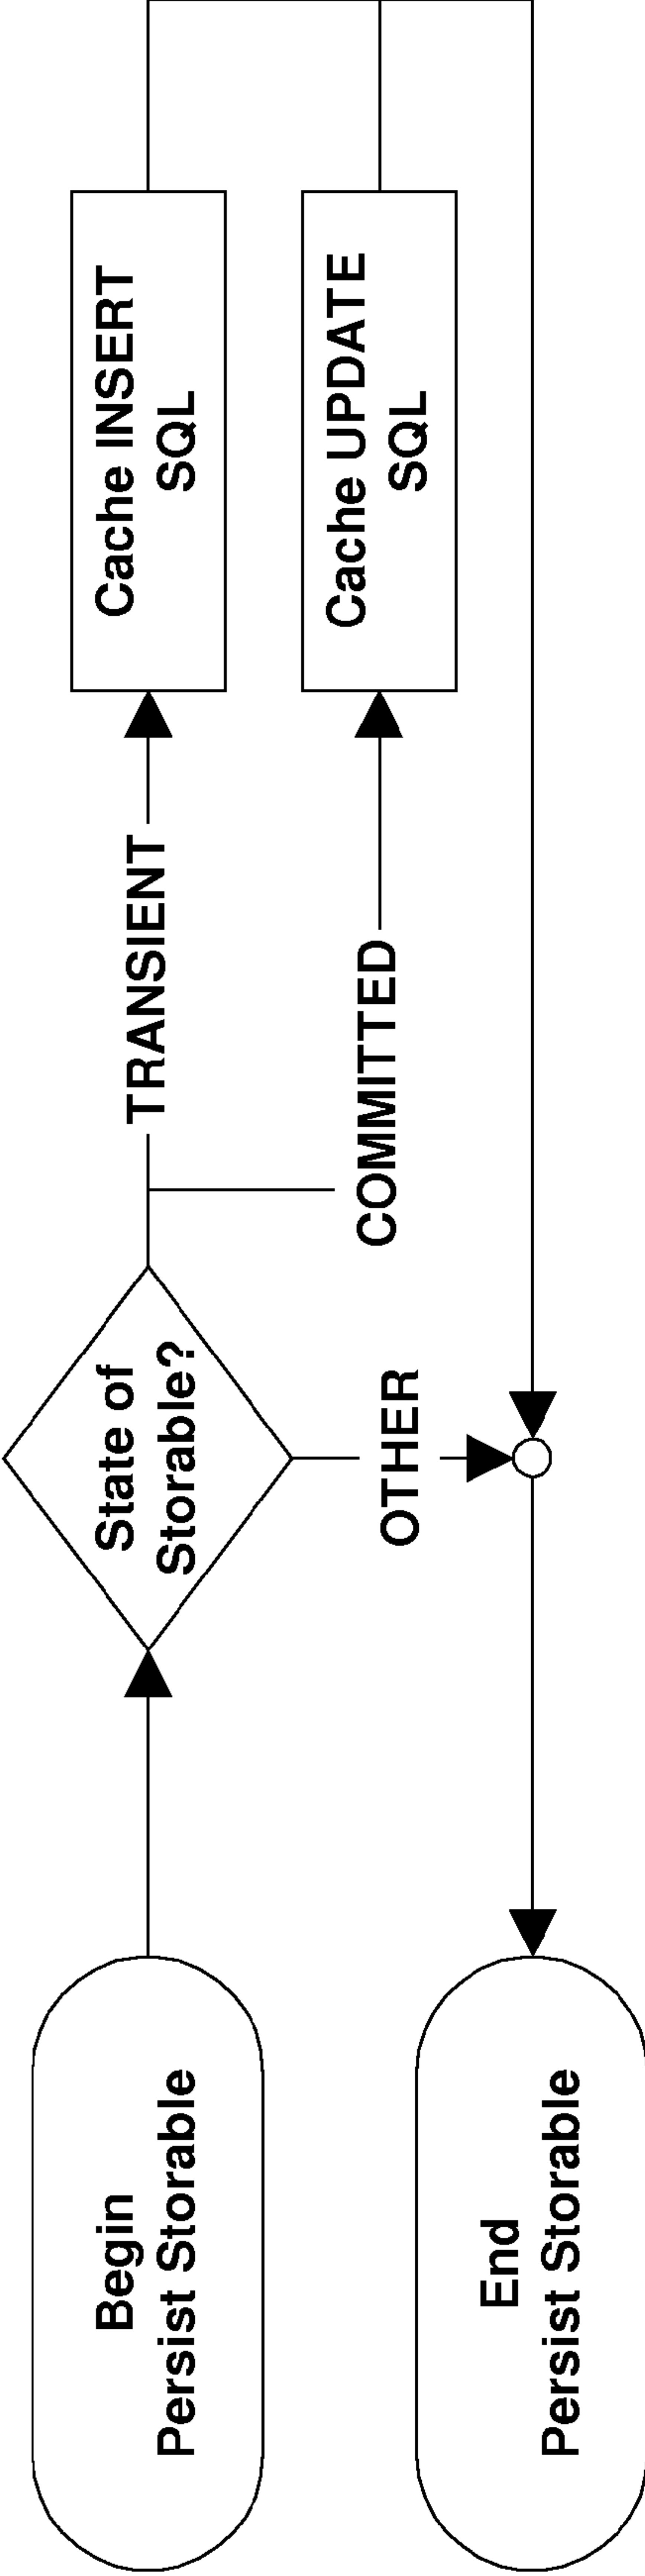 Begin
Persist Storable
State of
Storable?
TRANSIENT
Cache INSERT
SQL
COMMITTED
Cache UPDATE
SQL
OTHER
End
Persist Storable